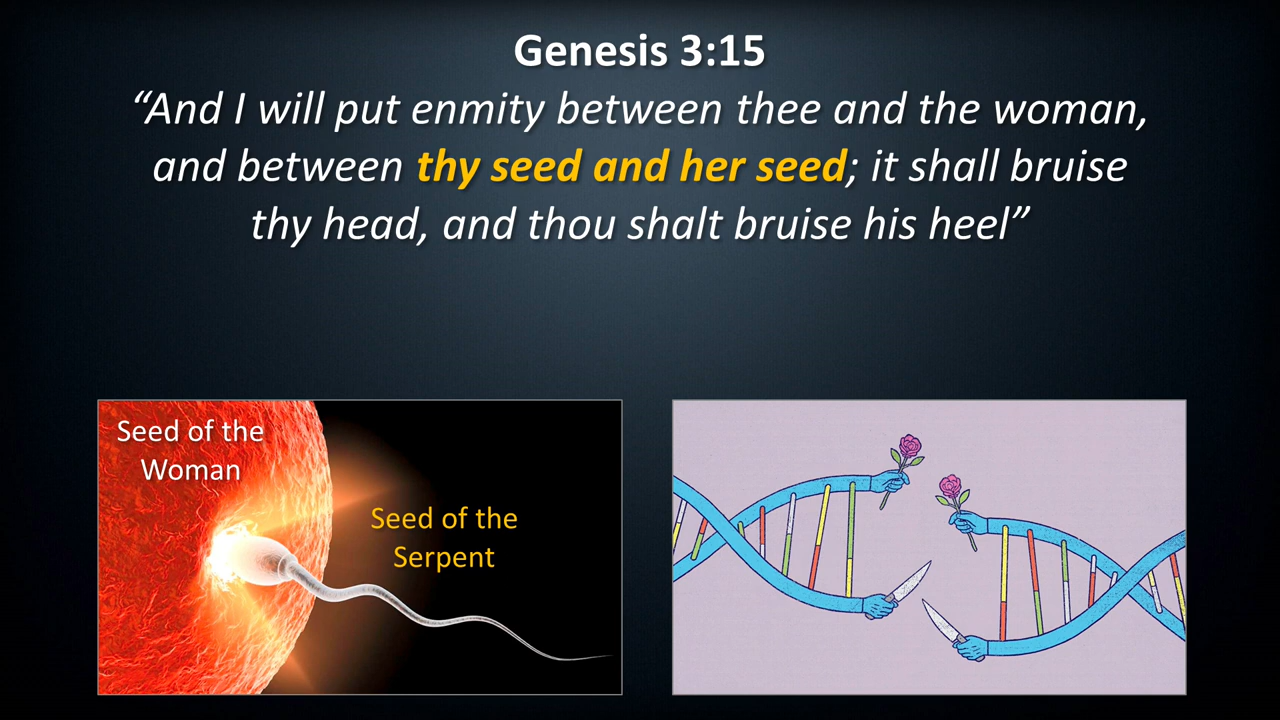 Genesis 3:15
“And I will put enmity between thee and the woman,
and between thy seed and her seed; it shall bruise
thy head, and thou shalt bruise his heel”
Seed of the
Woman
Seed of the
Serpent